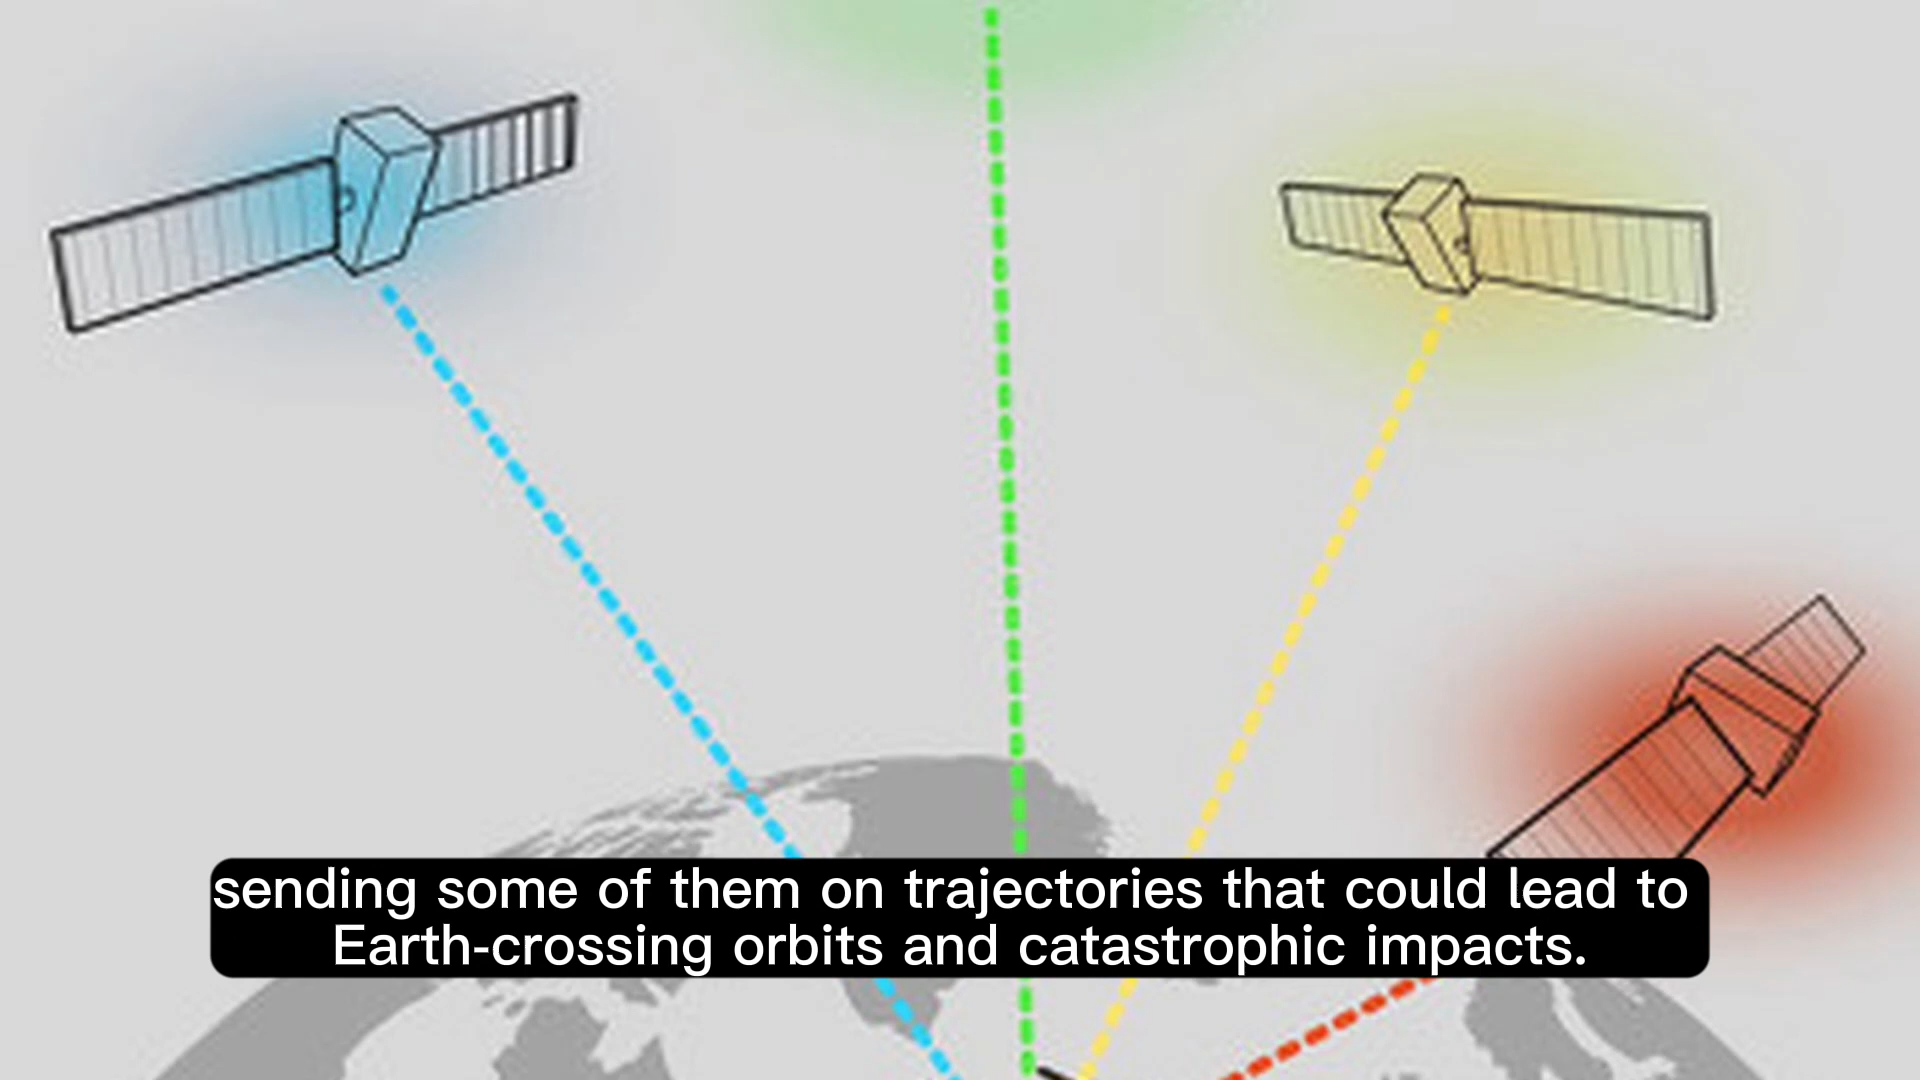 sending some of them on trajectories that could lead to
Earth-crossing orbits and catastrophic impacts.